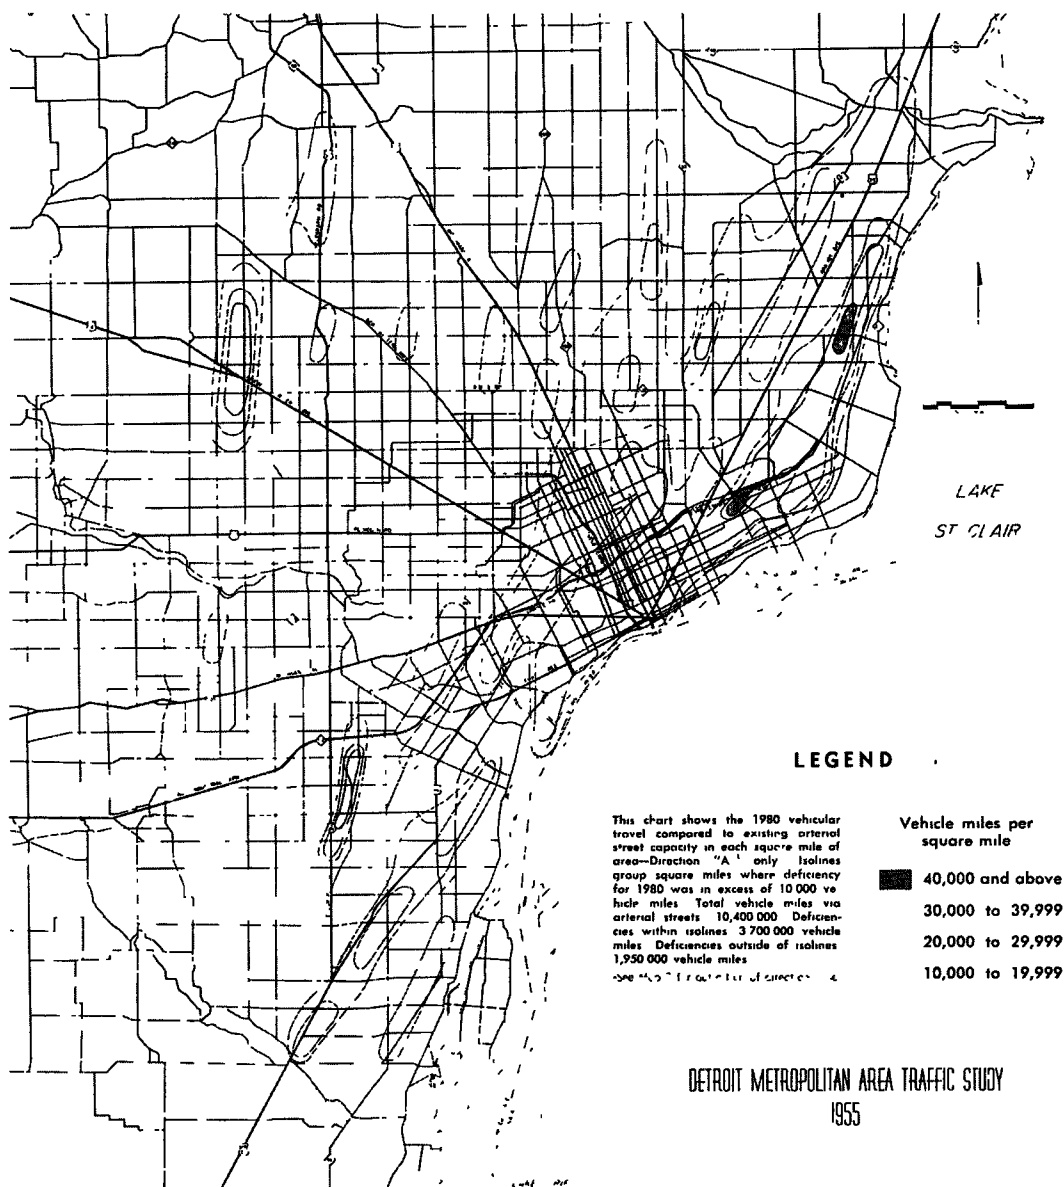 LAKE
ST CLAIR
LEGEND
This chart shows the 1980 vehicular
travel compared to existing arterial
street capacity in each square mile of
area—Direction "A" only Isolines
group square miles where deficiency
for 1980 was in excess of 10 000 ve
hicle miles Total vehicle miles via
arterial streets 10,400 000 Deficien-
cies within isolines 3 700 000 vehicle
miles Deficiencies outside of isolines
1,950 000 vehicle miles
Vehicle miles per
square mile
40,000 and above
30,000 to 39,999
20,000 to 29,999
10,000 to 19,999
DETROIT METROPOLITAN AREA TRAFFIC STUDY
1955